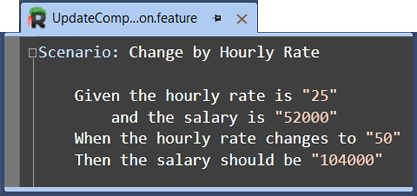 UpdateComp...on.feature
Scenario: Change by Hourly Rate
Given the hourly rate is "25"
and the salary is "52000"
When the hourly rate changes to "50"
Then the salary should be "104000"